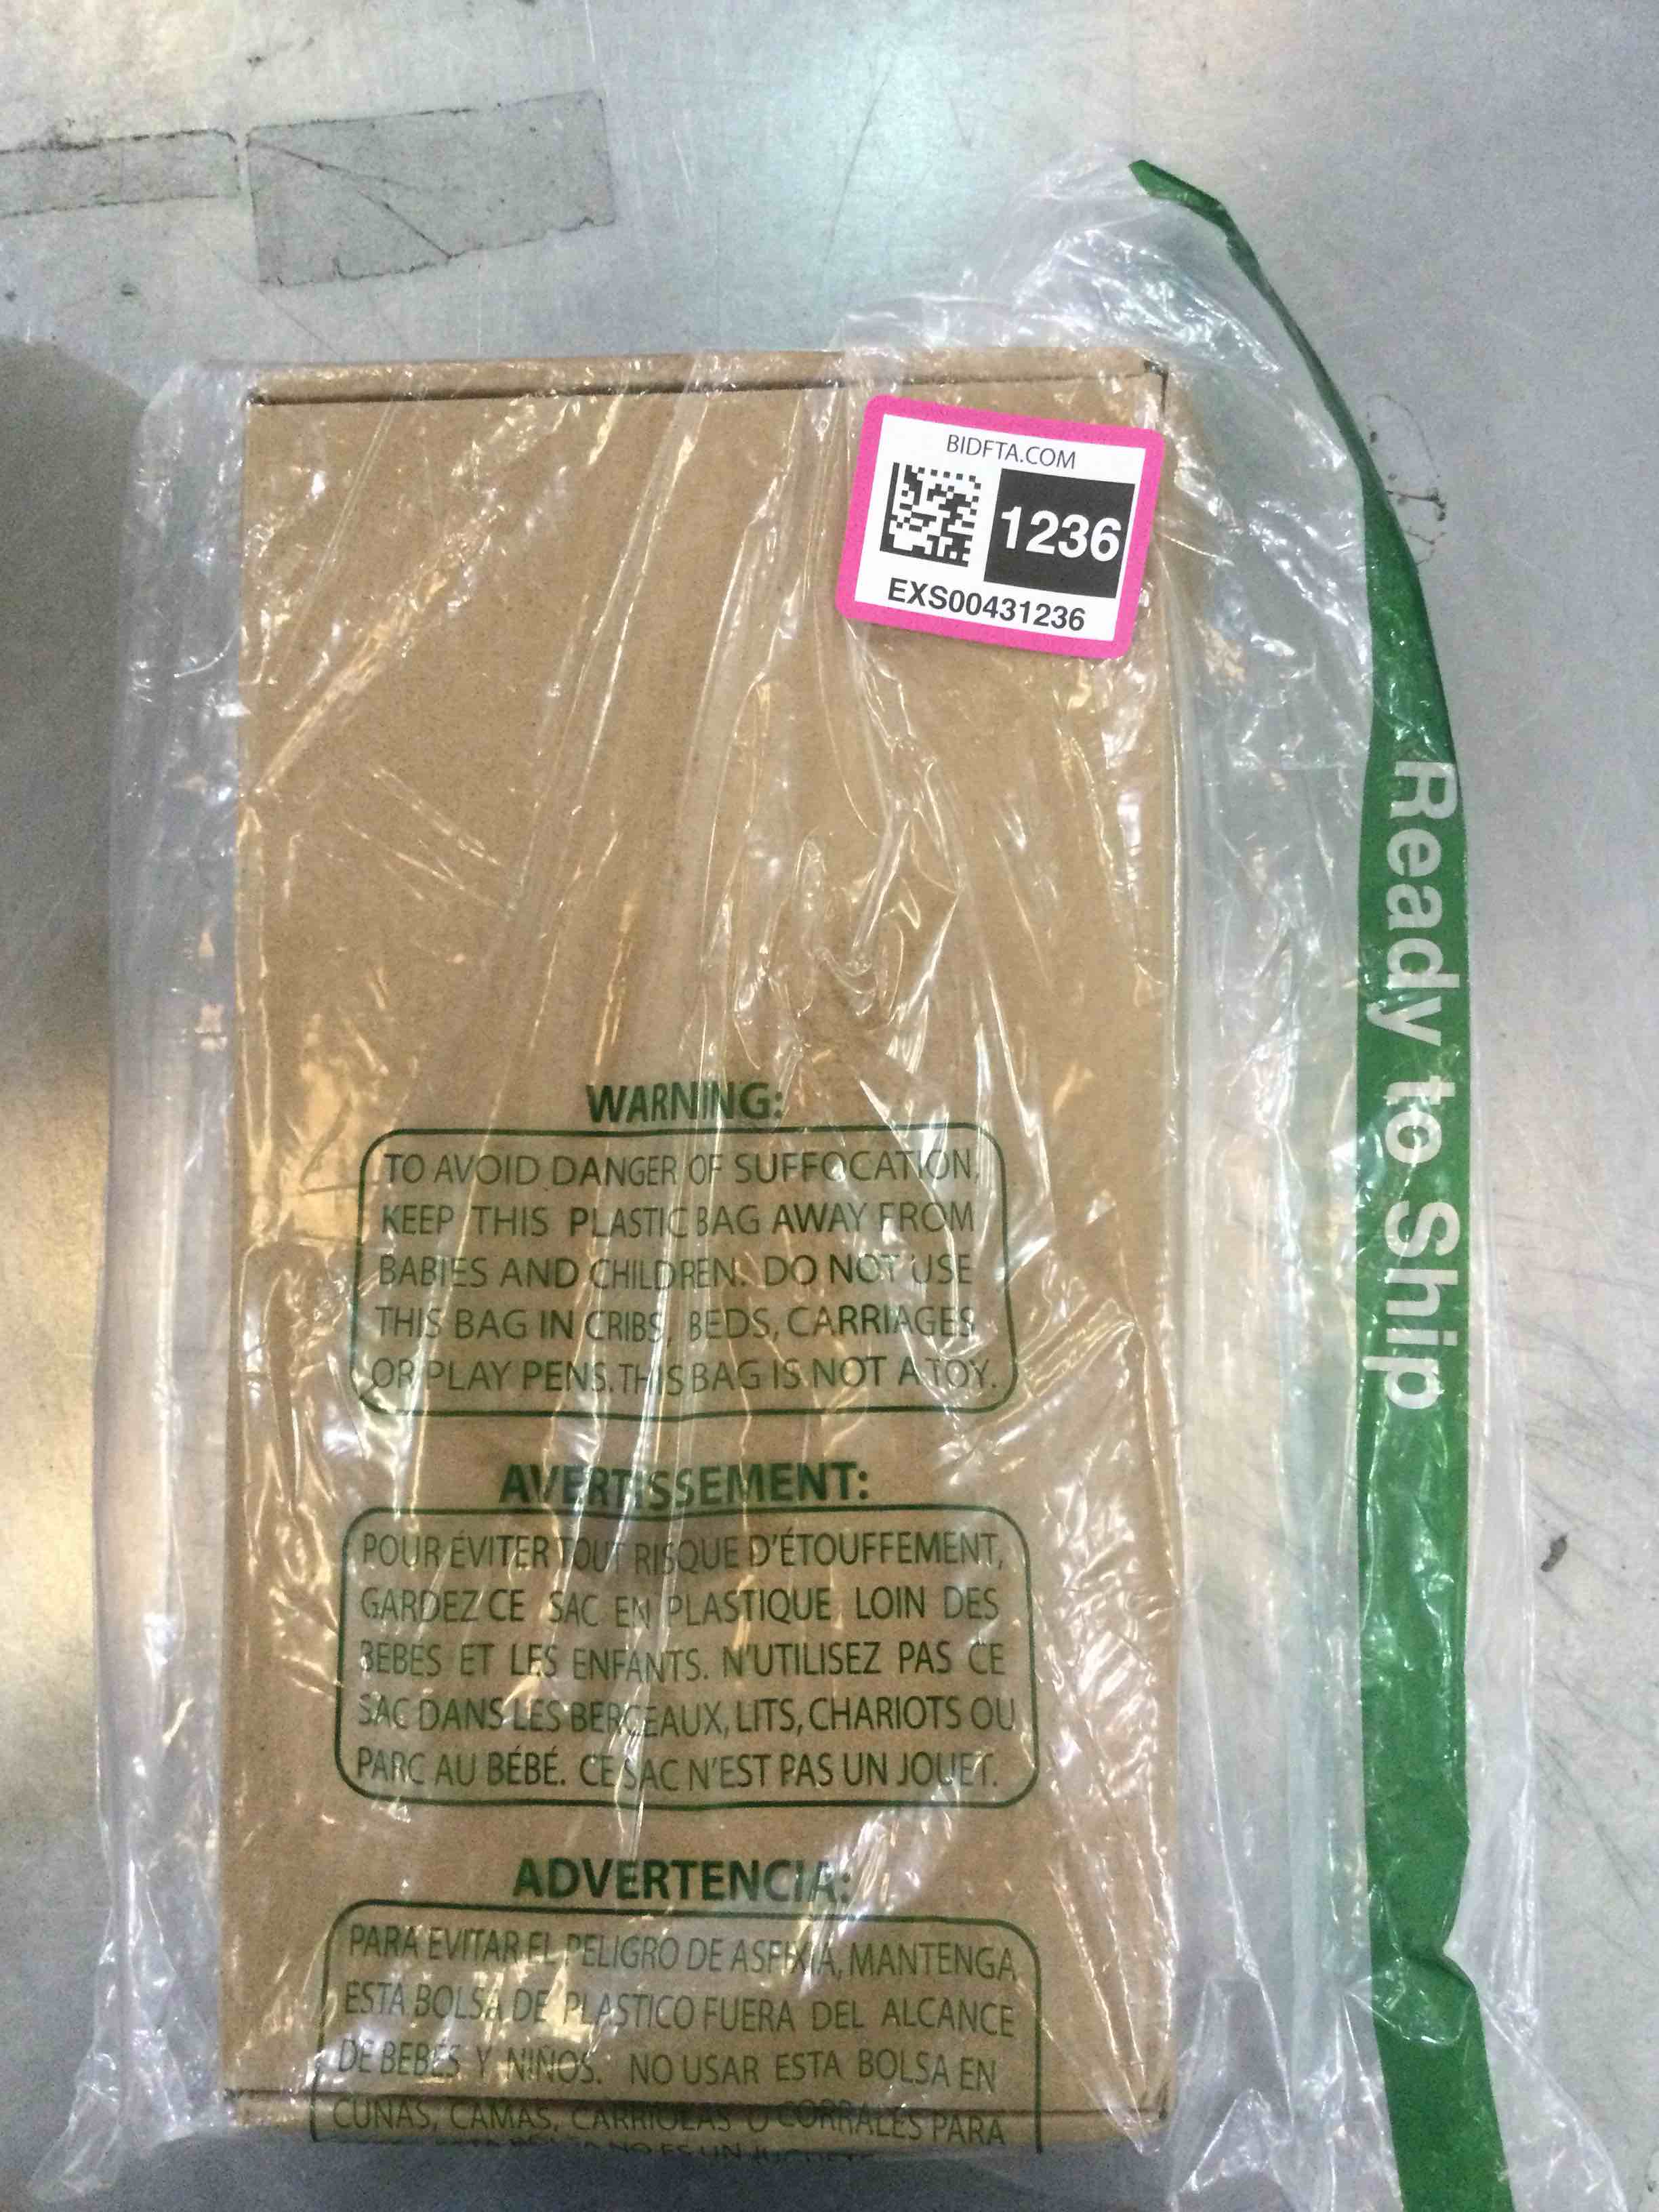 BIDFTA.COM
1236
EXS00431236
Ready to Ship
WARNING:
TO AVOID DANGER OF SUFFOCATION,
KEEP THIS PLASTIC BAG AWAY FROM
BABIES AND CHILDREN. DO NOT USE
THIS BAG IN CRIBS, BEDS, CARRIAGES
OR PLAY PENS. THIS BAG IS NOT A TOY.
AVERTISSEMENT:
POUR ÉVITER TOUT RISQUE D'ÉTOUFFEMENT,
GARDEZ CE SAC EN PLASTIQUE LOIN DES
BEBES ET LES ENFANTS. N'UTILISEZ PAS CE
SAC DANS LES BERCEAUX, LITS, CHARIOTS OU
PARC AU BÉBÉ. CE SAC N'EST PAS UN JOUET.
ADVERTENCIA:
PARA EVITAR EL PELIGRO DE ASFIXIA, MANTENGA
ESTA BOLSA DE PLASTICO FUERA DEL ALCANCE
DE BEBES Y NIÑOS. NO USAR ESTA BOLSA EN
CUNAS, CAMAS, CARRIOLAS O CORRALES PARA
NO ES UN